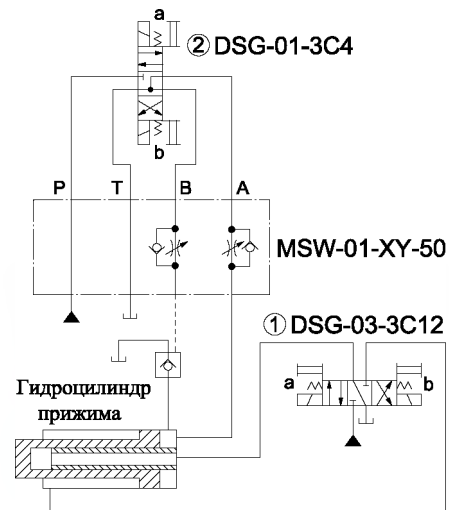 a
② DSG-01-3C4
b
P T B A
MSW-01-XY-50
① DSG-03-3C12
a b
Гидроцилиндр
прижима